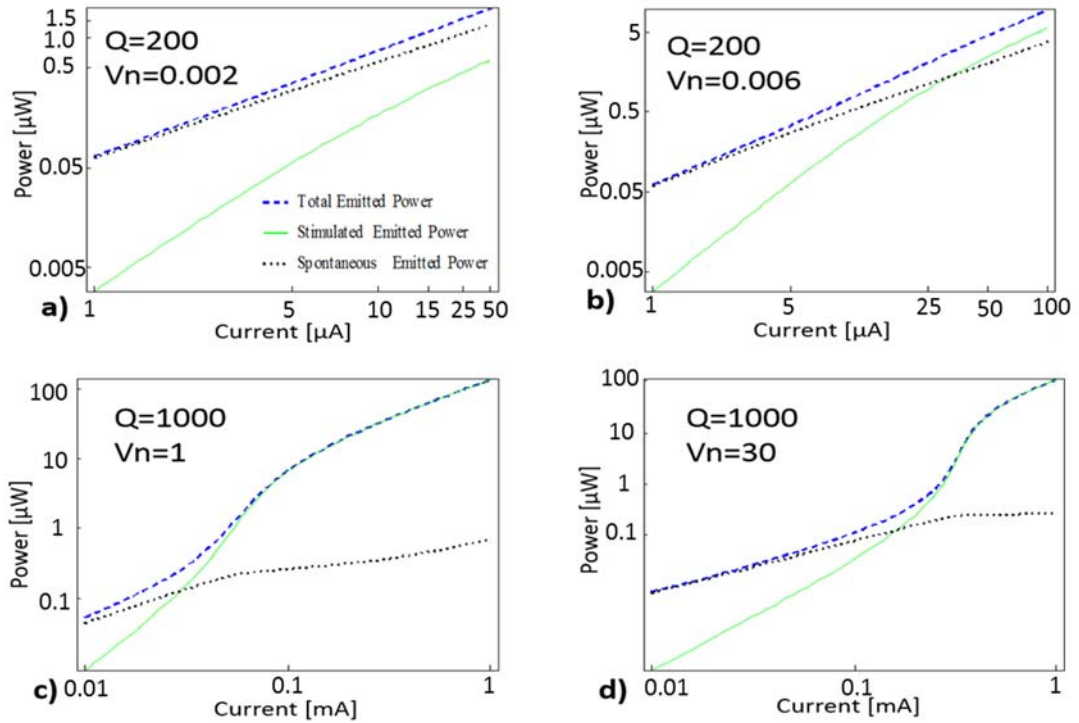 1.5
1.0
0.5
0.05
0.005
Power [μW]
Q=200
Vn=0.002
Total Emitted Power
Stimulated Emitted Power
Spontaneous Emitted Power
a)
1 5 10 15 25 50
Current [μA]
5
0.5
0.05
0.005
Power [μW]
Q=200
Vn=0.006
b)
1 5 25 50 100
Current [μA]
100
10
1
0.1
Power [μW]
Q=1000
Vn=1
c)
0.01 0.1 1
Current [mA]
100
10
1
0.1
Power [μW]
Q=1000
Vn=30
d)
0.01 0.1 1
Current [mA]